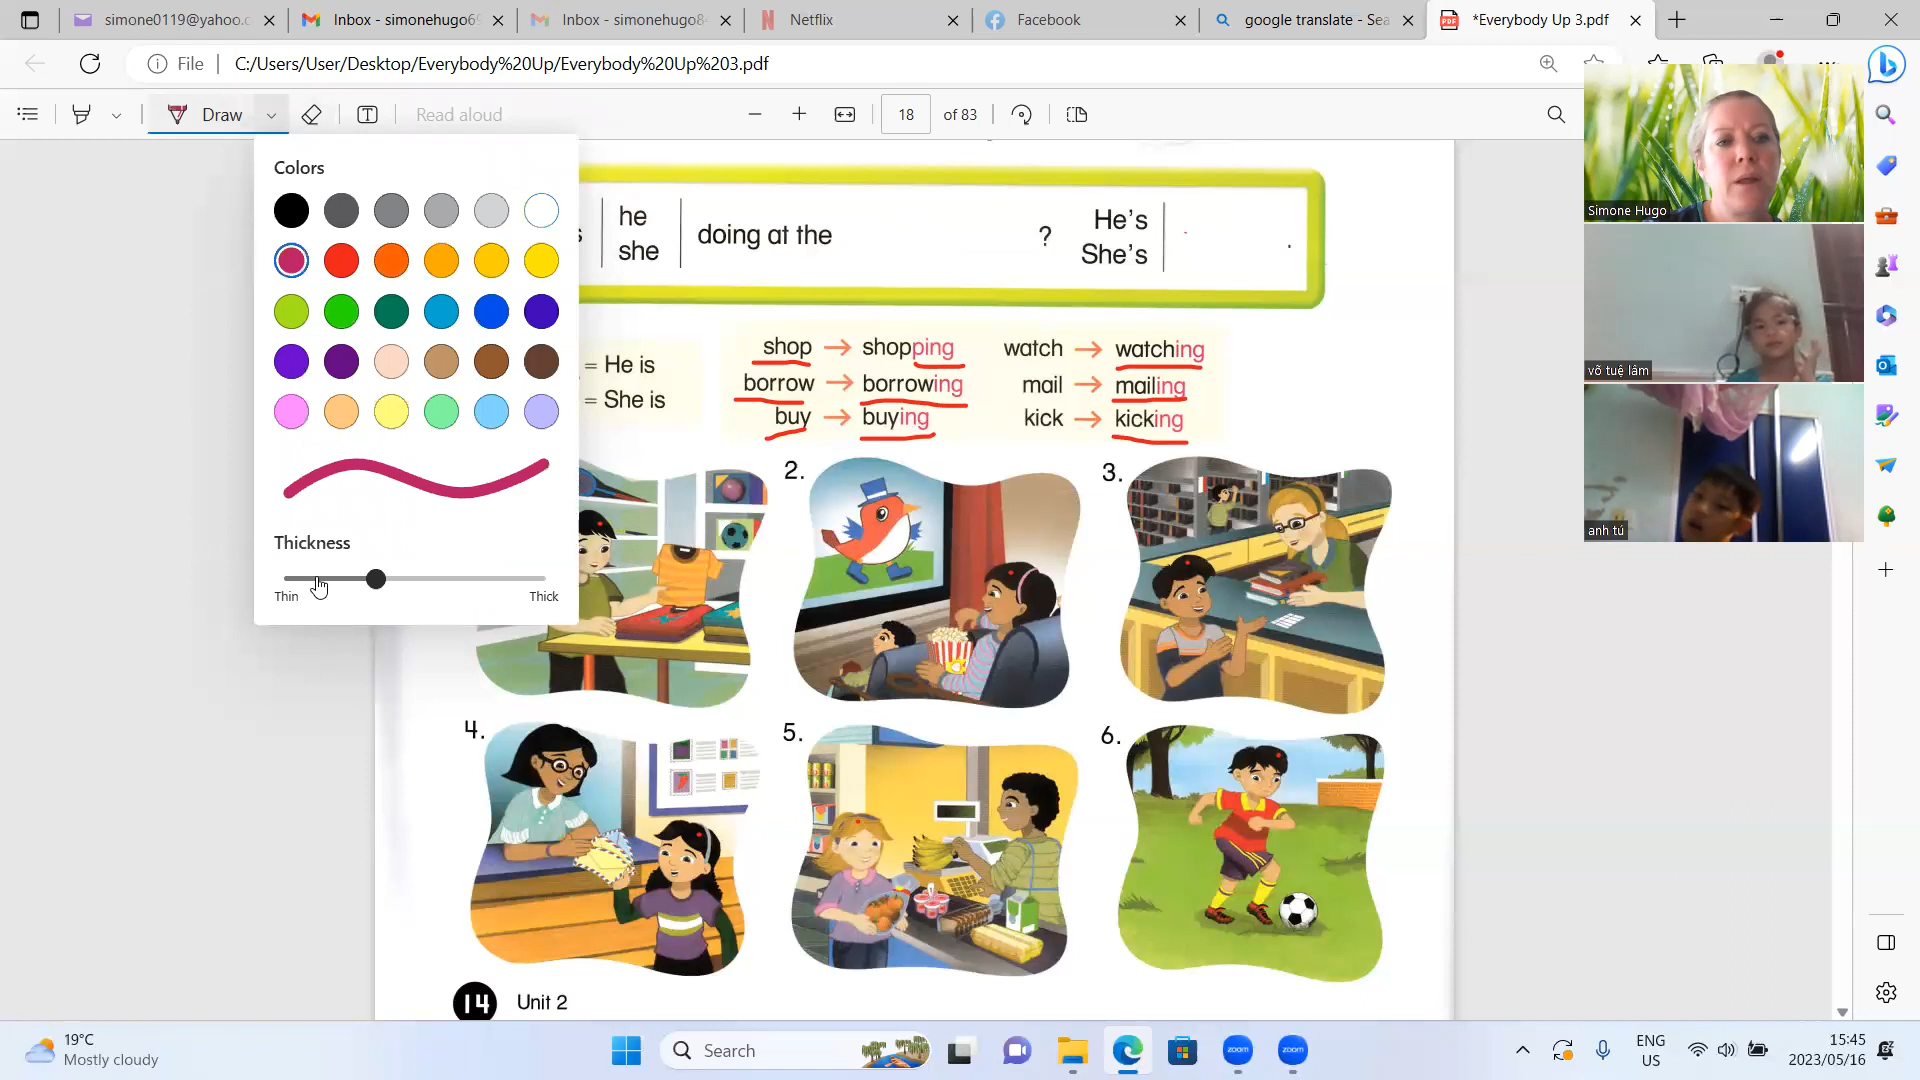 simone0119@yahoo.c
Inbox - simonehugo69
Inbox - simonehugo84
Netflix
Facebook
google translate - Sea
*Everybody Up 3.pdf
File
C:/Users/User/Desktop/Everybody%20Up/Everybody%20Up%203.pdf
Draw
Read aloud
18
of 83
Colors
Thickness
Thin
Thick
s
he
she
doing at the
?
He's
She's
.
= He is
= She is
shop → shopping
borrow → borrowing
buy → buying
watch → watching
mail → mailing
kick → kicking
2.
3.
4.
5.
6.
14
Unit 2
Simone Hugo
võ tuệ lâm
anh tú
19°C
Mostly cloudy
Search
zoom
zoom
ENG
US
15:45
2023/05/16